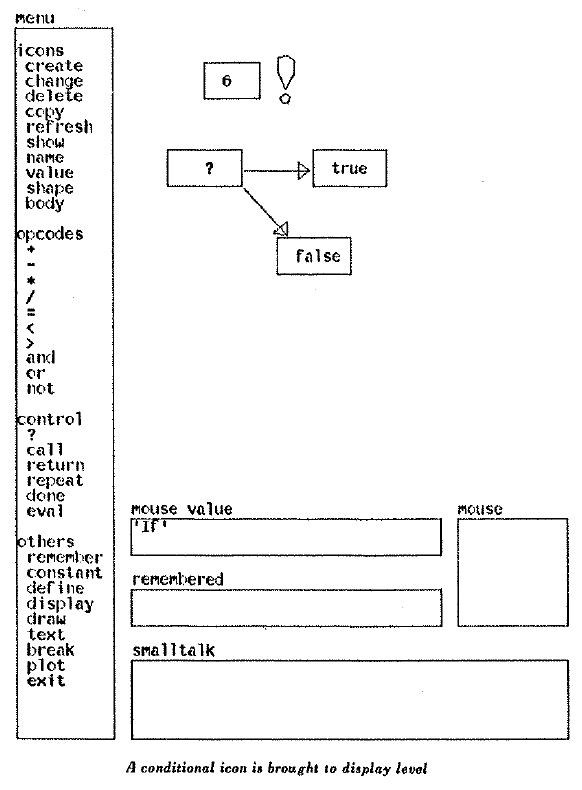 menu
icons
create
change
delete
copy
refresh
show
name
value
shape
body
opcodes
+
-
*
/
=
<
>
and
or
not
control
?
call
return
repeat
done
eval
others
remember
constant
define
display
draw
text
break
plot
exit
6
? true
false
mouse value
'If'
mouse
remembered
smalltalk
A conditional icon is brought to display level